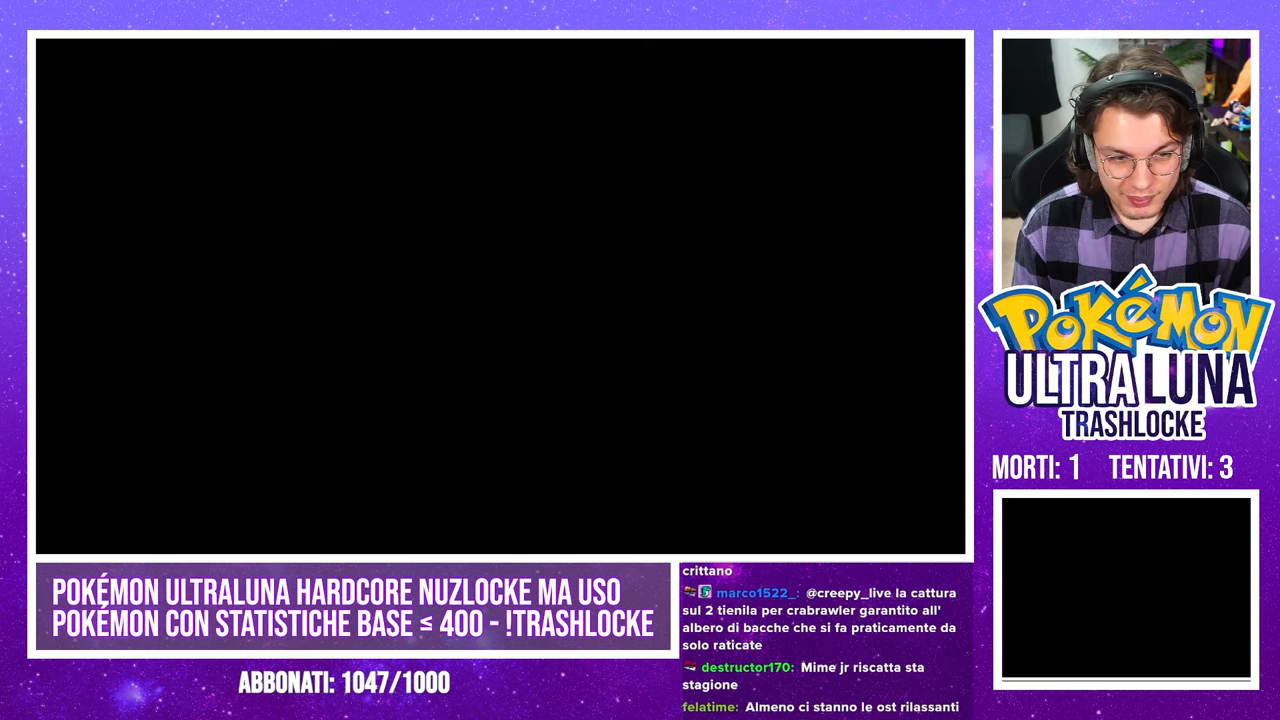 POKÉMON
ULTRALUNA
TRASHLOCKE
MORTI: 1 TENTATIVI: 3
POKÉMON ULTRALUNA HARDCORE NUZLOCKE MA USO
POKÉMON CON STATISTICHE BASE ≤ 400 - !TRASHLOCKE
ABBONATI: 1047/1000
crittano
marco1522_: @creepy_live la cattura
sul 2 tienila per crabrawler garantito all'
albero di bacche che si fa praticamente da
solo raticate
destructor170: Mime jr riscatta sta
stagione
felatime: Almeno ci stanno le ost rilassanti